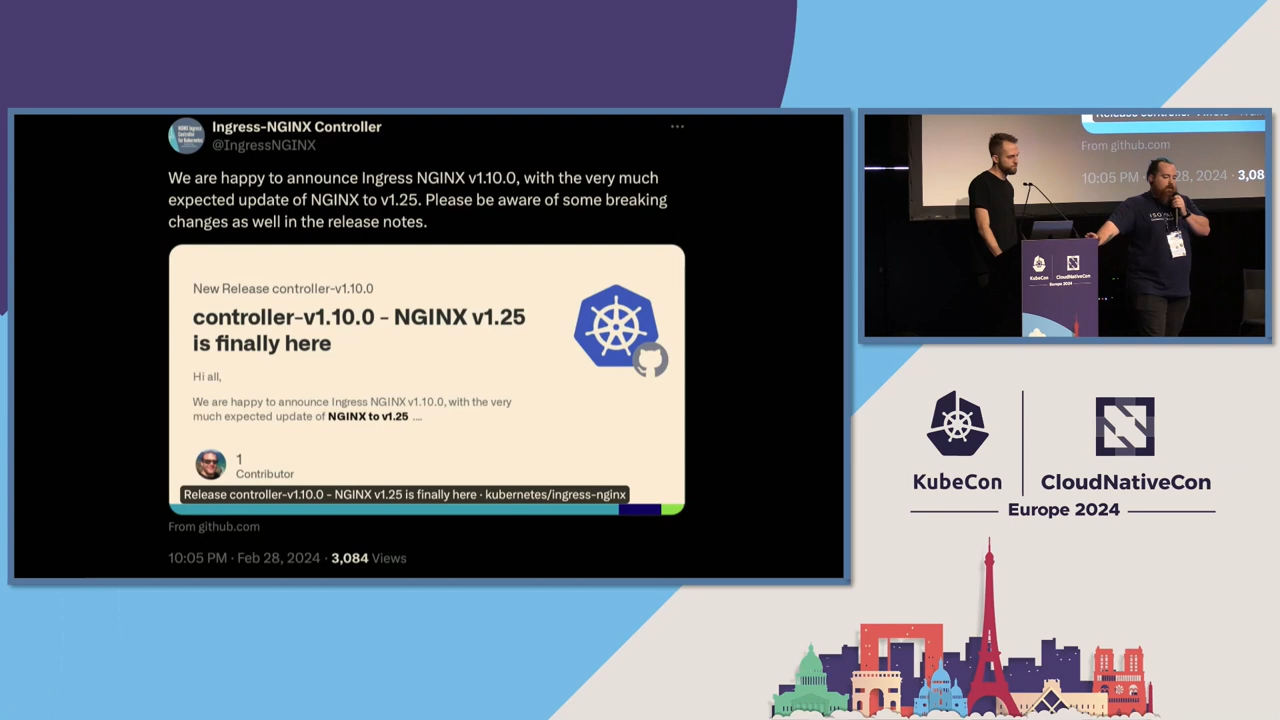 Ingress-NGINX Controller
@IngressNGINX
We are happy to announce Ingress NGINX v1.10.0, with the very much
expected update of NGINX to v1.25. Please be aware of some breaking
changes as well in the release notes.
New Release controller-v1.10.0
controller-v1.10.0 - NGINX v1.25
is finally here
Hi all,
We are happy to announce Ingress NGINX v1.10.0, with the very
much expected update of NGINX to v1.25 ....
1
Contributor
Release controller-v1.10.0 - NGINX v1.25 is finally here · kubernetes/ingress-nginx
From github.com
10:05 PM · Feb 28, 2024 · 3,084 Views
From github.com
10:05 PM · 28, 2024 · 3,08
KubeCon
CloudNativeCon
Europe 2024
KubeCon
CloudNativeCon
Europe 2024